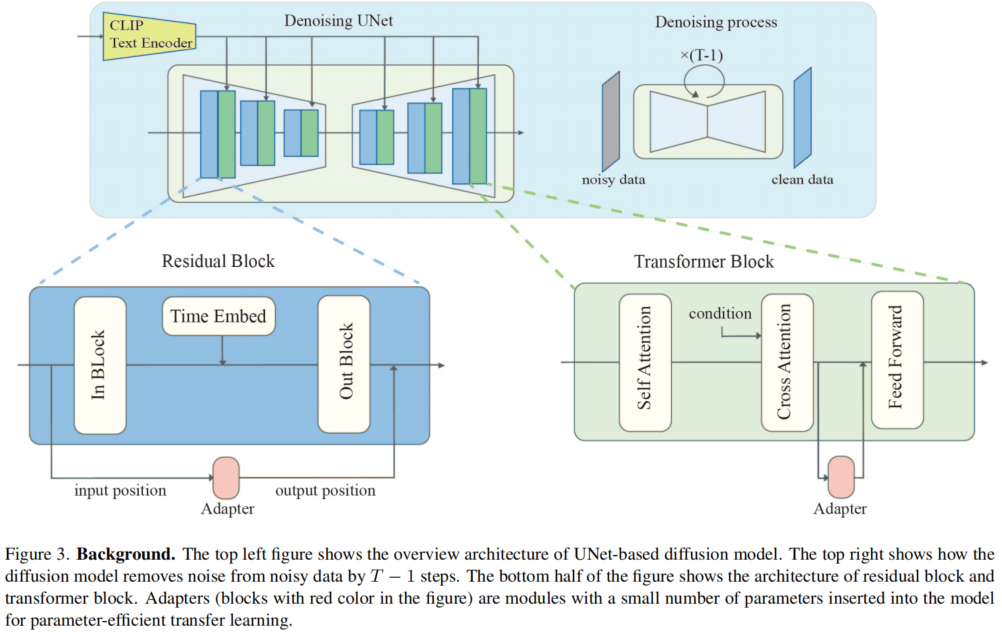 CLIP
Text Encoder
Denoising UNet
Denoising process
×(T-1)
noisy data
clean data
Residual Block
Transformer Block
In BLock
Time Embed
Out Block
input position
output position
Adapter
Self Attention
condition
Cross Attention
Feed Forward
Adapter
Figure 3. Background. The top left figure shows the overview architecture of UNet-based diffusion model. The top right shows how the
diffusion model removes noise from noisy data by T − 1 steps. The bottom half of the figure shows the architecture of residual block and
transformer block. Adapters (blocks with red color in the figure) are modules with a small number of parameters inserted into the model
for parameter-efficient transfer learning.